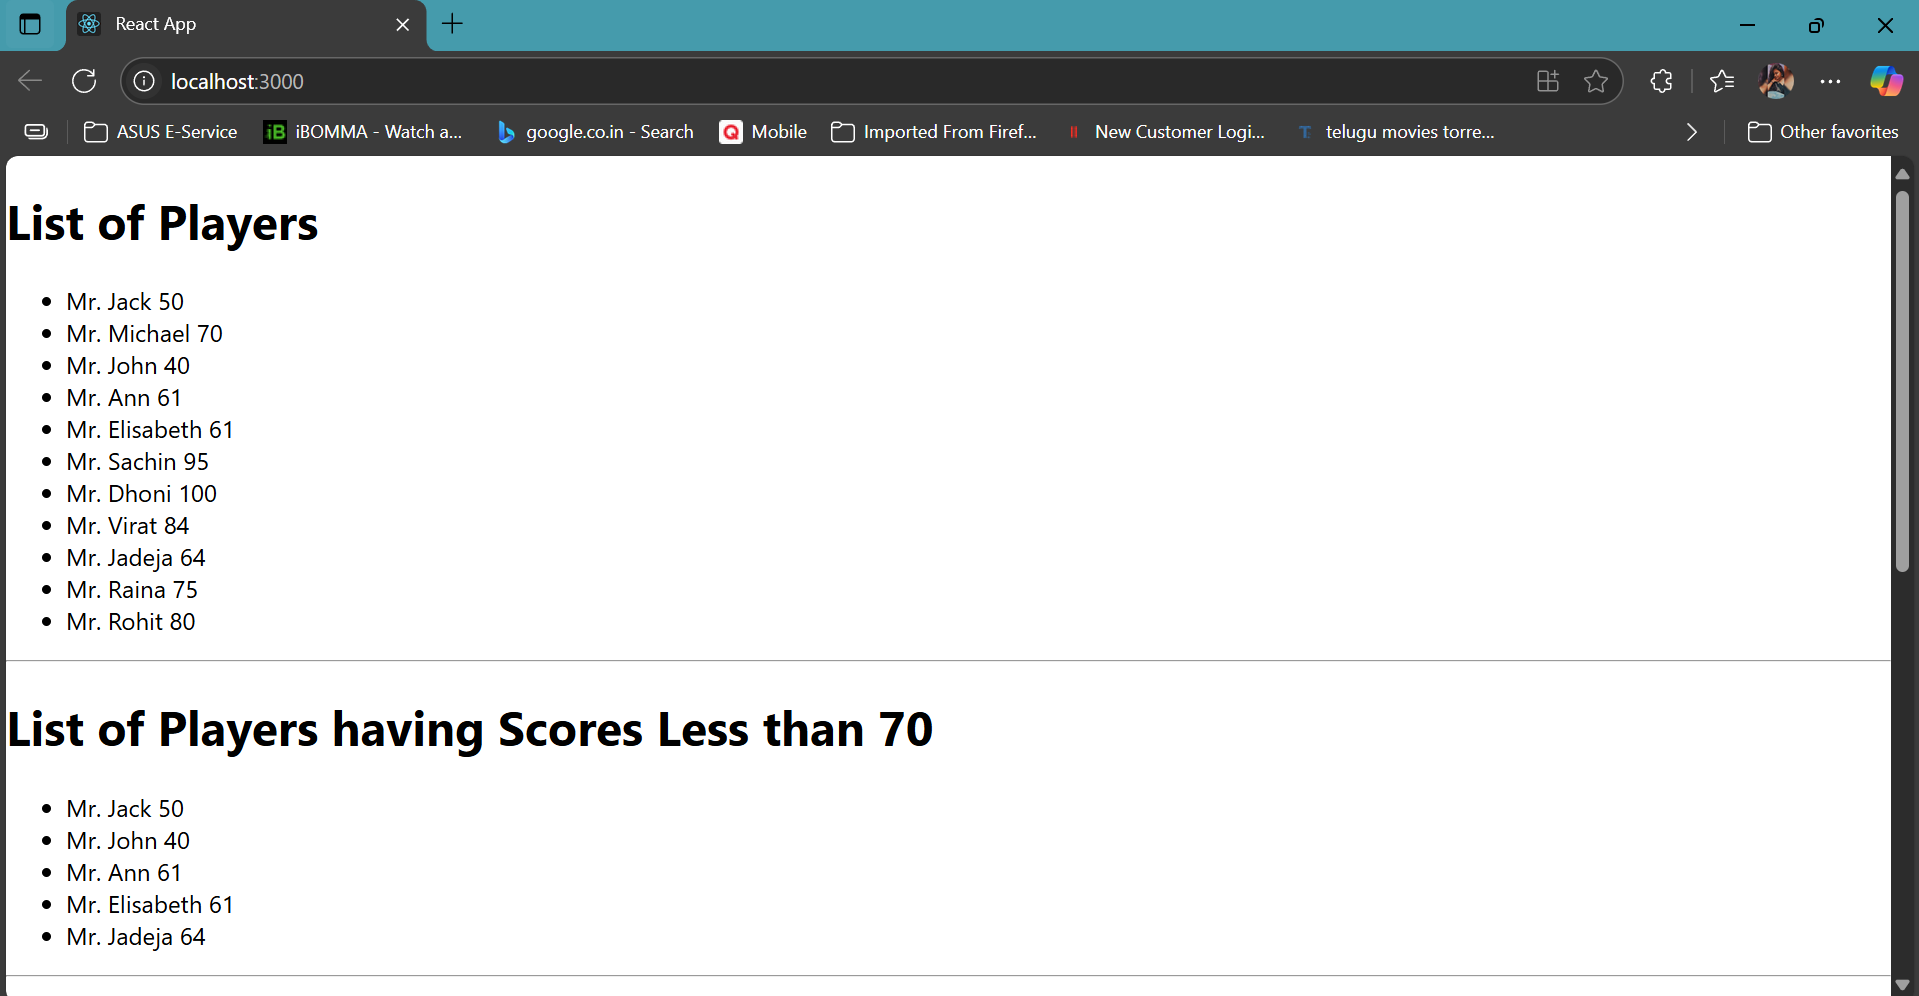 React App
localhost:3000
ASUS E-Service
iB iBOMMA - Watch a...
google.co.in - Search
Q Mobile
Imported From Firef...
New Customer Logi...
T telugu movies torre...
Other favorites
List of Players
• Mr. Jack 50
• Mr. Michael 70
• Mr. John 40
• Mr. Ann 61
• Mr. Elisabeth 61
• Mr. Sachin 95
• Mr. Dhoni 100
• Mr. Virat 84
• Mr. Jadeja 64
• Mr. Raina 75
• Mr. Rohit 80
List of Players having Scores Less than 70
• Mr. Jack 50
• Mr. John 40
• Mr. Ann 61
• Mr. Elisabeth 61
• Mr. Jadeja 64